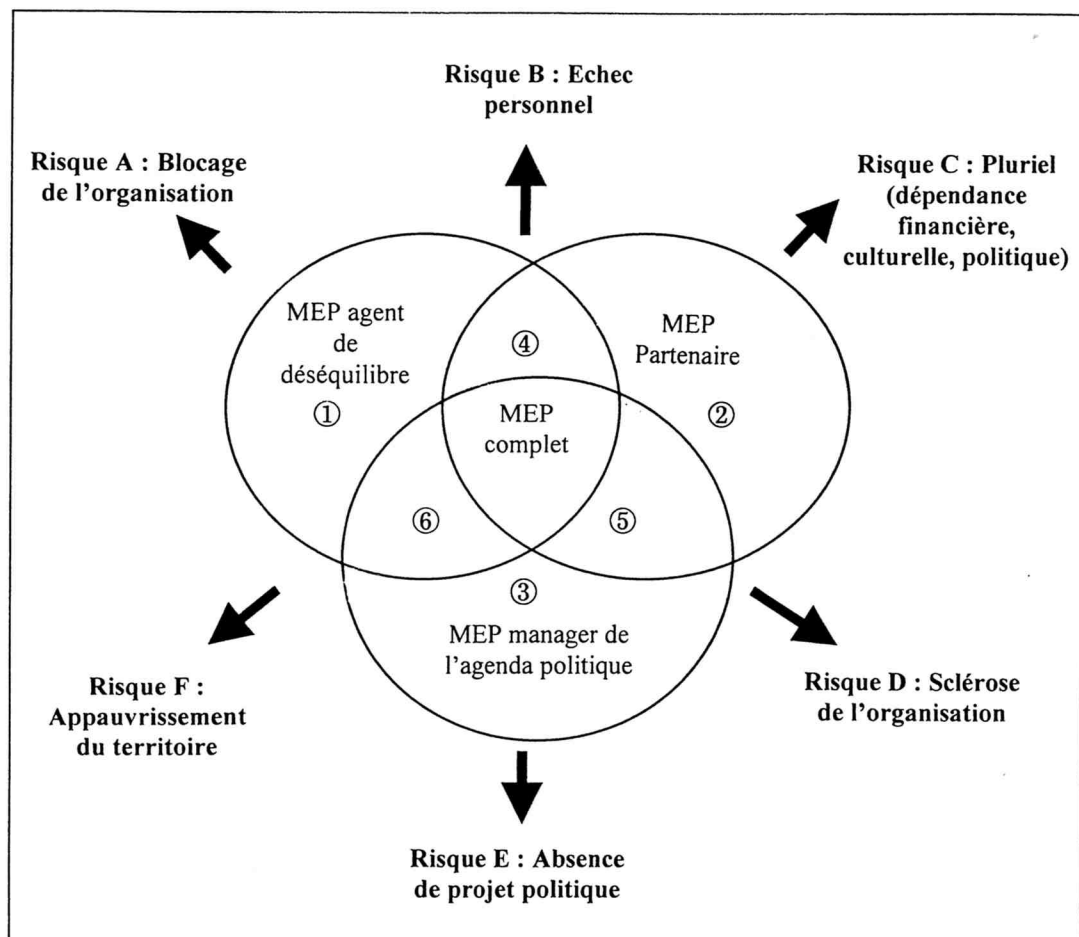 Risque B : Echec
personnel
Risque A : Blocage
de l'organisation
Risque C : Pluriel
(dépendance
financière,
culturelle, politique)
MEP agent
de
déséquilibre
①
④
MEP
Partenaire
②
MEP
complet
⑥
⑤
③
MEP manager de
l'agenda politique
Risque F :
Appauvrissement
du territoire
Risque D : Sclérose
de l'organisation
Risque E : Absence
de projet politique